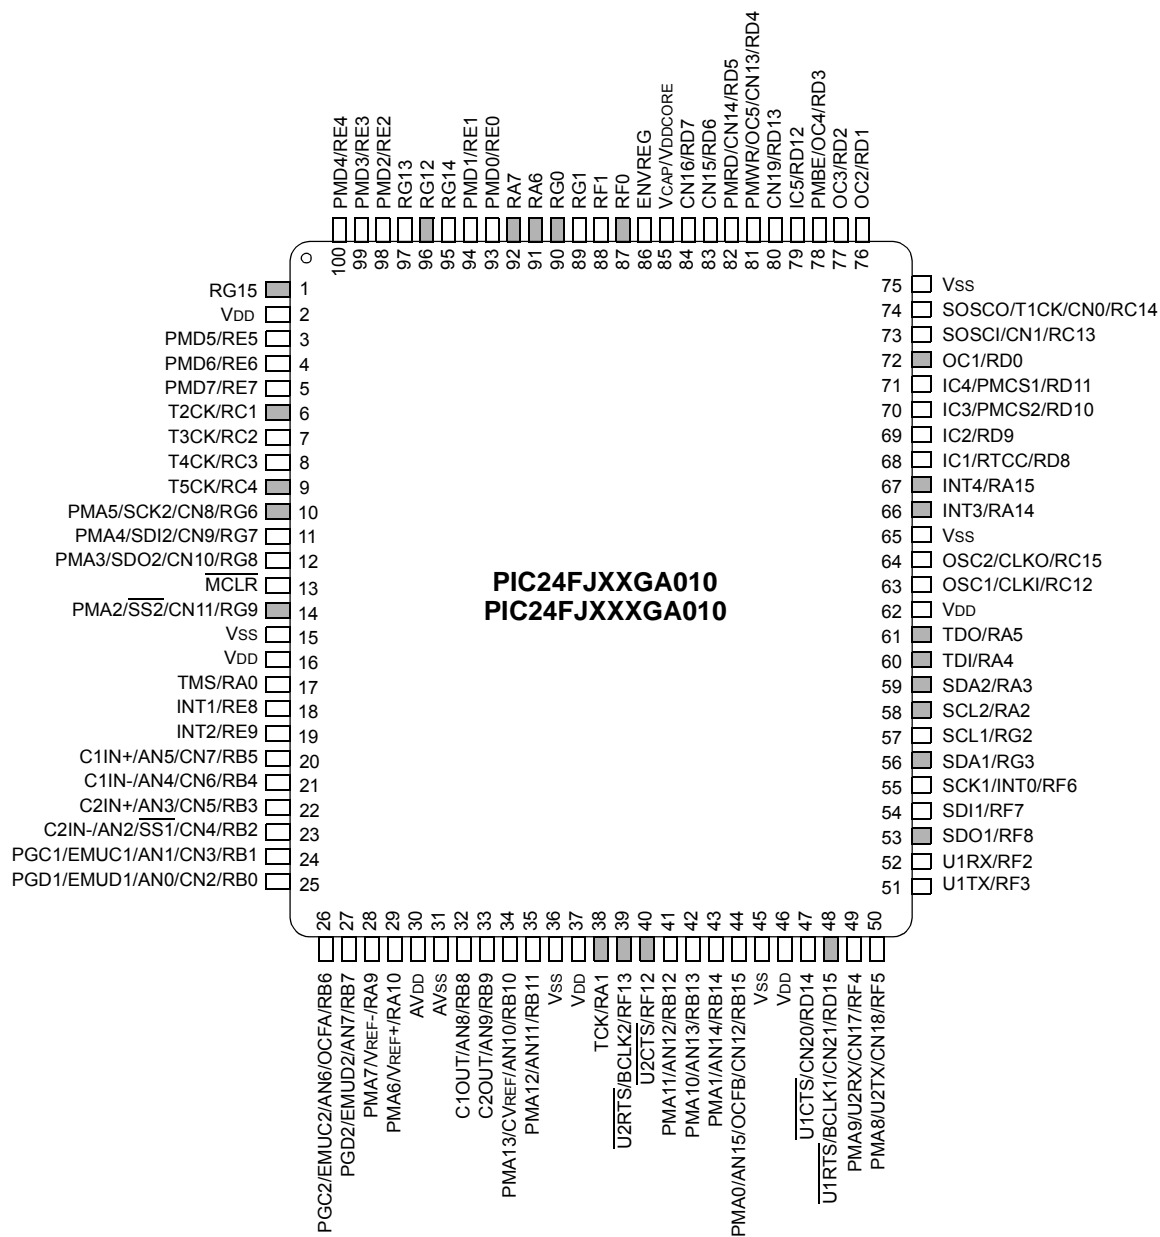 PMD4/RE4
PMD3/RE3
PMD2/RE2
RG13
RG12
RG14
PMD1/RE1
PMD0/RE0
RA7
RA6
RG0
RG1
RF1
RF0
ENVREG
VCAP/VDDCORE
CN16/RD7
CN15/RD6
PMRD/CN14/RD5
PMWR/OC5/CN13/RD4
CN19/RD13
IC5/RD12
PMBE/OC4/RD3
OC3/RD2
OC2/RD1
100
99
98
97
96
95
94
93
92
91
90
89
88
87
86
85
84
83
82
81
80
79
78
77
76
RG15 1
VDD 2
PMD5/RE5 3
PMD6/RE6 4
PMD7/RE7 5
T2CK/RC1 6
T3CK/RC2 7
T4CK/RC3 8
T5CK/RC4 9
PMA5/SCK2/CN8/RG6 10
PMA4/SDI2/CN9/RG7 11
PMA3/SDO2/CN10/RG8 12
MCLR 13
PMA2/SS2/CN11/RG9 14
VSS 15
VDD 16
TMS/RA0 17
INT1/RE8 18
INT2/RE9 19
C1IN+/AN5/CN7/RB5 20
C1IN-/AN4/CN6/RB4 21
C2IN+/AN3/CN5/RB3 22
C2IN-/AN2/SS1/CN4/RB2 23
PGC1/EMUC1/AN1/CN3/RB1 24
PGD1/EMUD1/AN0/CN2/RB0 25
PIC24FJXXGA010
PIC24FJXXXGA010
75 VSS
74 SOSCO/T1CK/CN0/RC14
73 SOSCI/CN1/RC13
72 OC1/RD0
71 IC4/PMCS1/RD11
70 IC3/PMCS2/RD10
69 IC2/RD9
68 IC1/RTCC/RD8
67 INT4/RA15
66 INT3/RA14
65 VSS
64 OSC2/CLKO/RC15
63 OSC1/CLKI/RC12
62 VDD
61 TDO/RA5
60 TDI/RA4
59 SDA2/RA3
58 SCL2/RA2
57 SCL1/RG2
56 SDA1/RG3
55 SCK1/INT0/RF6
54 SDI1/RF7
53 SDO1/RF8
52 U1RX/RF2
51 U1TX/RF3
26
27
28
29
30
31
32
33
34
35
36
37
38
39
40
41
42
43
44
45
46
47
48
49
50
PGC2/EMUC2/AN6/OCFA/RB6
PGD2/EMUD2/AN7/RB7
PMA7/VREF-/RA9
PMA6/VREF+/RA10
AVDD
AVSS
C1OUT/AN8/RB8
C2OUT/AN9/RB9
PMA13/CVREF/AN10/RB10
PMA12/AN11/RB11
VSS
VDD
TCK/RA1
U2RTS/BCLK2/RF13
U2CTS/RF12
PMA11/AN12/RB12
PMA10/AN13/RB13
PMA1/AN14/RB14
PMA0/AN15/OCFB/CN12/RB15
VSS
VDD
U1CTS/CN20/RD14
U1RTS/BCLK1/CN21/RD15
PMA9/U2RX/CN17/RF4
PMA8/U2TX/CN18/RF5